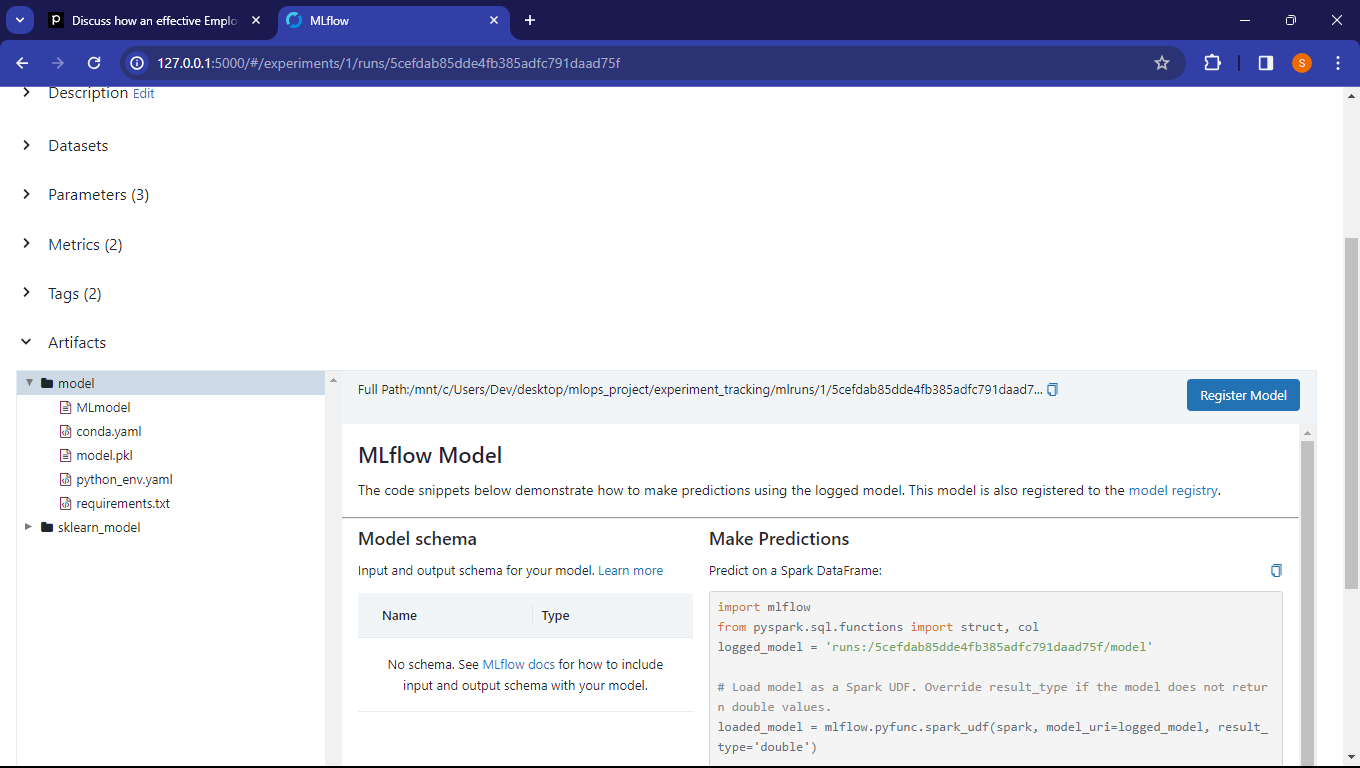 Discuss how an effective Emplo
MLflow
127.0.0.1:5000/#/experiments/1/runs/5cefdab85dde4fb385adfc791daad75f
S
Description Edit
Datasets
Parameters (3)
Metrics (2)
Tags (2)
Artifacts
model
MLmodel
conda.yaml
model.pkl
python_env.yaml
requirements.txt
sklearn_model
Full Path:/mnt/c/Users/Dev/desktop/mlops_project/experiment_tracking/mlruns/1/5cefdab85dde4fb385adfc791daad7...
Register Model
MLflow Model
The code snippets below demonstrate how to make predictions using the logged model. This model is also registered to the model registry.
Model schema
Input and output schema for your model. Learn more
Name Type
No schema. See MLflow docs for how to include
input and output schema with your model.
Make Predictions
Predict on a Spark DataFrame:
import mlflow
from pyspark.sql.functions import struct, col
logged_model = 'runs:/5cefdab85dde4fb385adfc791daad75f/model'
# Load model as a Spark UDF. Override result_type if the model does not retur
n double values.
loaded_model = mlflow.pyfunc.spark_udf(spark, model_uri=logged_model, result_
type='double')